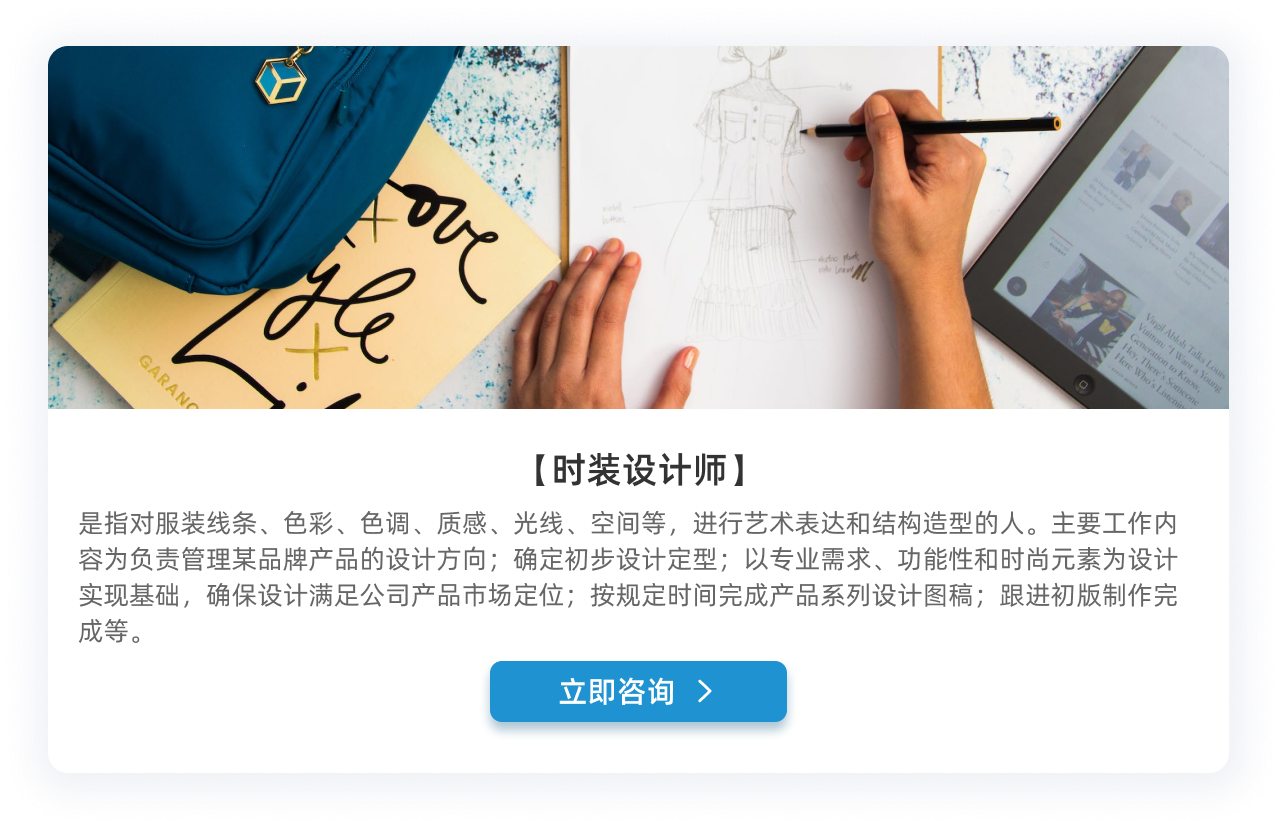 Love
Style
GARANC
Virgil Abloh Talks Louis
Vuitton: "I Want a Young
Generation to Know,
Hey, There's Someone
Here Who's Listening
【时装设计师】
是指对服装线条、色彩、色调、质感、光线、空间等，进行艺术表达和结构造型的人。主要工作内
容为负责管理某品牌产品的设计方向；确定初步设计定型；以专业需求、功能性和时尚元素为设计
实现基础，确保设计满足公司产品市场定位；按规定时间完成产品系列设计图稿；跟进初版制作完
成等。
立即咨询